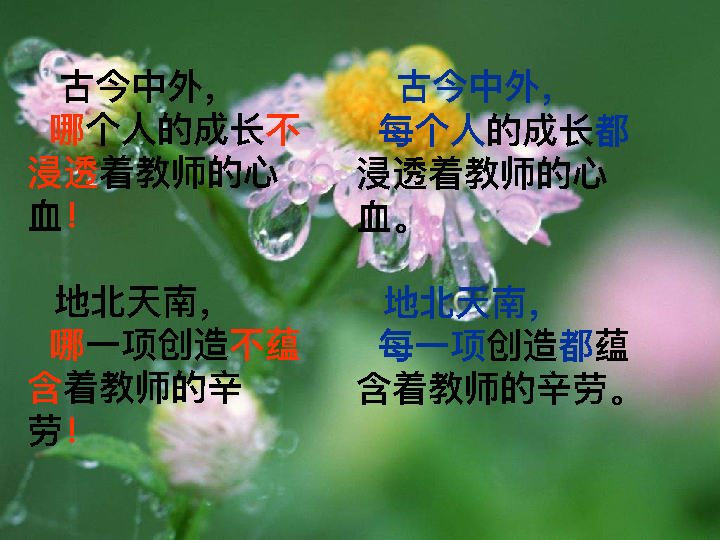 古今中外，
哪个人的成长不
浸透着教师的心
血！
地北天南，
哪一项创造不蕴
含着教师的辛
劳！
古今中外，
每个人的成长都
浸透着教师的心
血。
地北天南，
每一项创造都蕴
含着教师的辛劳。